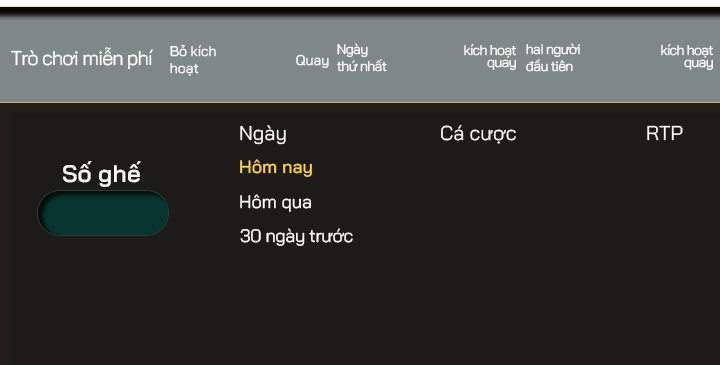 Trò chơi miễn phí
Bỏ kích
hoạt
Quay
Ngày
thứ nhất
kích hoạt
quay
hai người
đầu tiên
kích hoạt
quay
Số ghế
Ngày
Cá cược
RTP
Hôm nay
Hôm qua
30 ngày trước